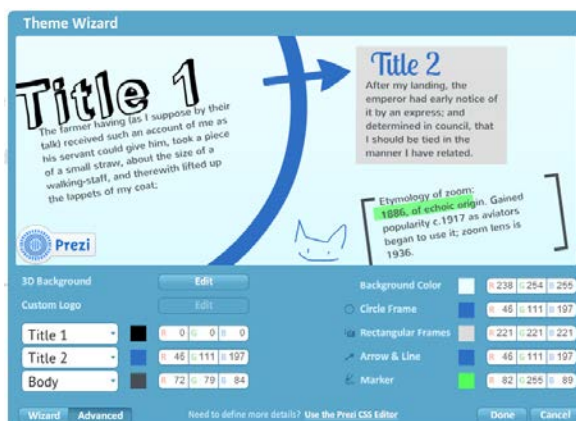 Theme Wizard
Title 1
The farmer having (as I suppose by their
talk) received such an account of me as
his servant could give him, took a piece
of a small straw, about the size of a
walking-staff, and therewith lifted up
the lappets of my coat;
Title 2
After my landing, the
emperor had early notice of
it by an express; and
determined in council, that
I should be tied in the
manner I have related.
Etymology of zoom:
1886, of echoic origin. Gained
popularity c.1917 as aviators
began to use it; zoom lens is
1936.
Prezi
3D Background Edit
Custom Logo Edit
Title 1 R 0 G 0 B 0
Title 2 R 46 G 111 B 197
Body R 72 G 79 B 84
Background Color R 238 G 254 B 255
Circle Frame R 46 G 111 B 197
Rectangular Frames R 221 G 221 B 221
Arrow & Line R 46 G 111 B 197
Marker R 82 G 255 B 89
Wizard Advanced Need to define more details? Use the Prezi CSS Editor Done Cancel